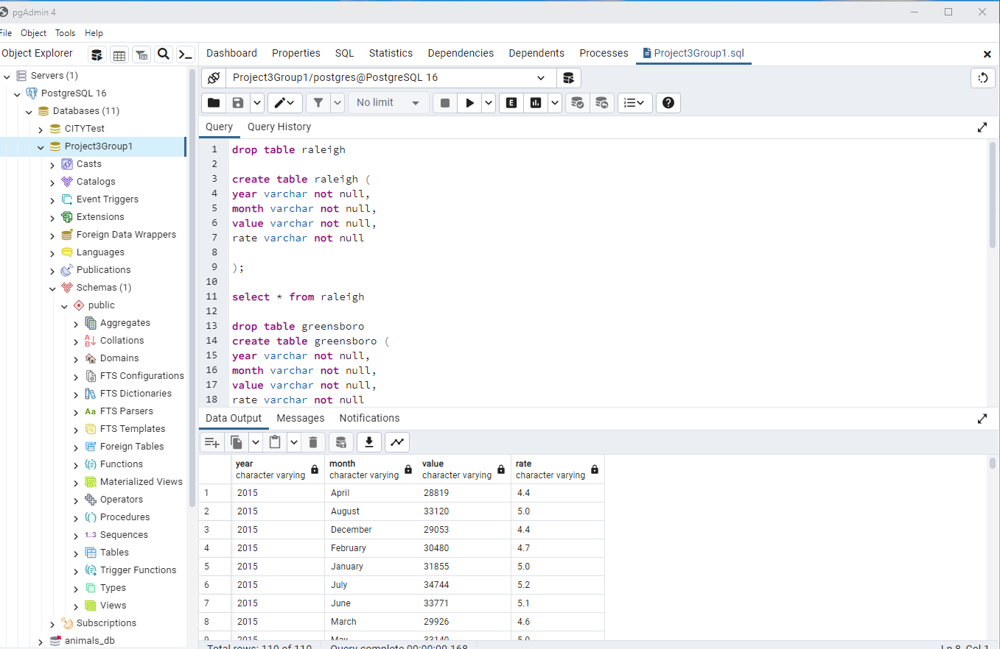 pgAdmin 4
File Object Tools Help
Object Explorer
Dashboard Properties SQL Statistics Dependencies Dependents Processes Project3Group1.sql
Servers (1)
PostgreSQL 16
Databases (11)
CITYTest
Project3Group1
Casts
Catalogs
Event Triggers
Extensions
Foreign Data Wrappers
Languages
Publications
Schemas (1)
public
Aggregates
Collations
Domains
FTS Configurations
FTS Dictionaries
Aa FTS Parsers
FTS Templates
Foreign Tables
Functions
Materialized Views
Operators
Procedures
1..3 Sequences
Tables
Trigger Functions
Types
Views
Subscriptions
animals_db
Project3Group1/postgres@PostgreSQL 16
No limit
E
Query Query History
1 drop table raleigh
2
3 create table raleigh (
4 year varchar not null,
5 month varchar not null,
6 value varchar not null,
7 rate varchar not null
8
9 );
10
11 select * from raleigh
12
13 drop table greensboro
14 create table greensboro (
15 year varchar not null,
16 month varchar not null,
17 value varchar not null,
18 rate varchar not null
Data Output Messages Notifications
year month value rate
character varying character varying character varying character varying
1 2015 April 28819 4.4
2 2015 August 33120 5.0
3 2015 December 29053 4.4
4 2015 February 30480 4.7
5 2015 January 31855 5.0
6 2015 July 34744 5.2
7 2015 June 33771 5.1
8 2015 March 29926 4.6
9 2015 May 33140 5.0
Total rows: 110 of 110 Query complete 00:00:00.168 Ln 8, Col 1